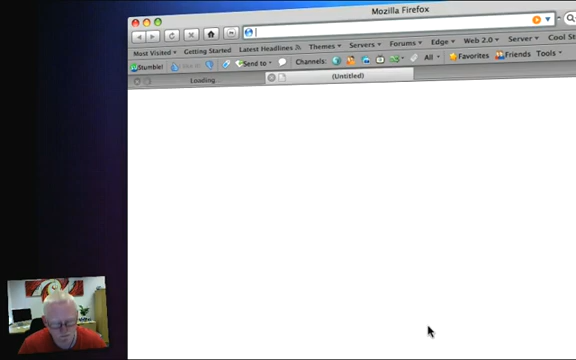 Mozilla Firefox
Most Visited Getting Started Latest Headlines Themes Servers Forums Edge Web 2.0 Server Cool St
Stumble! Send to Channels: All Favorites Friends Tools
Loading (Untitled)